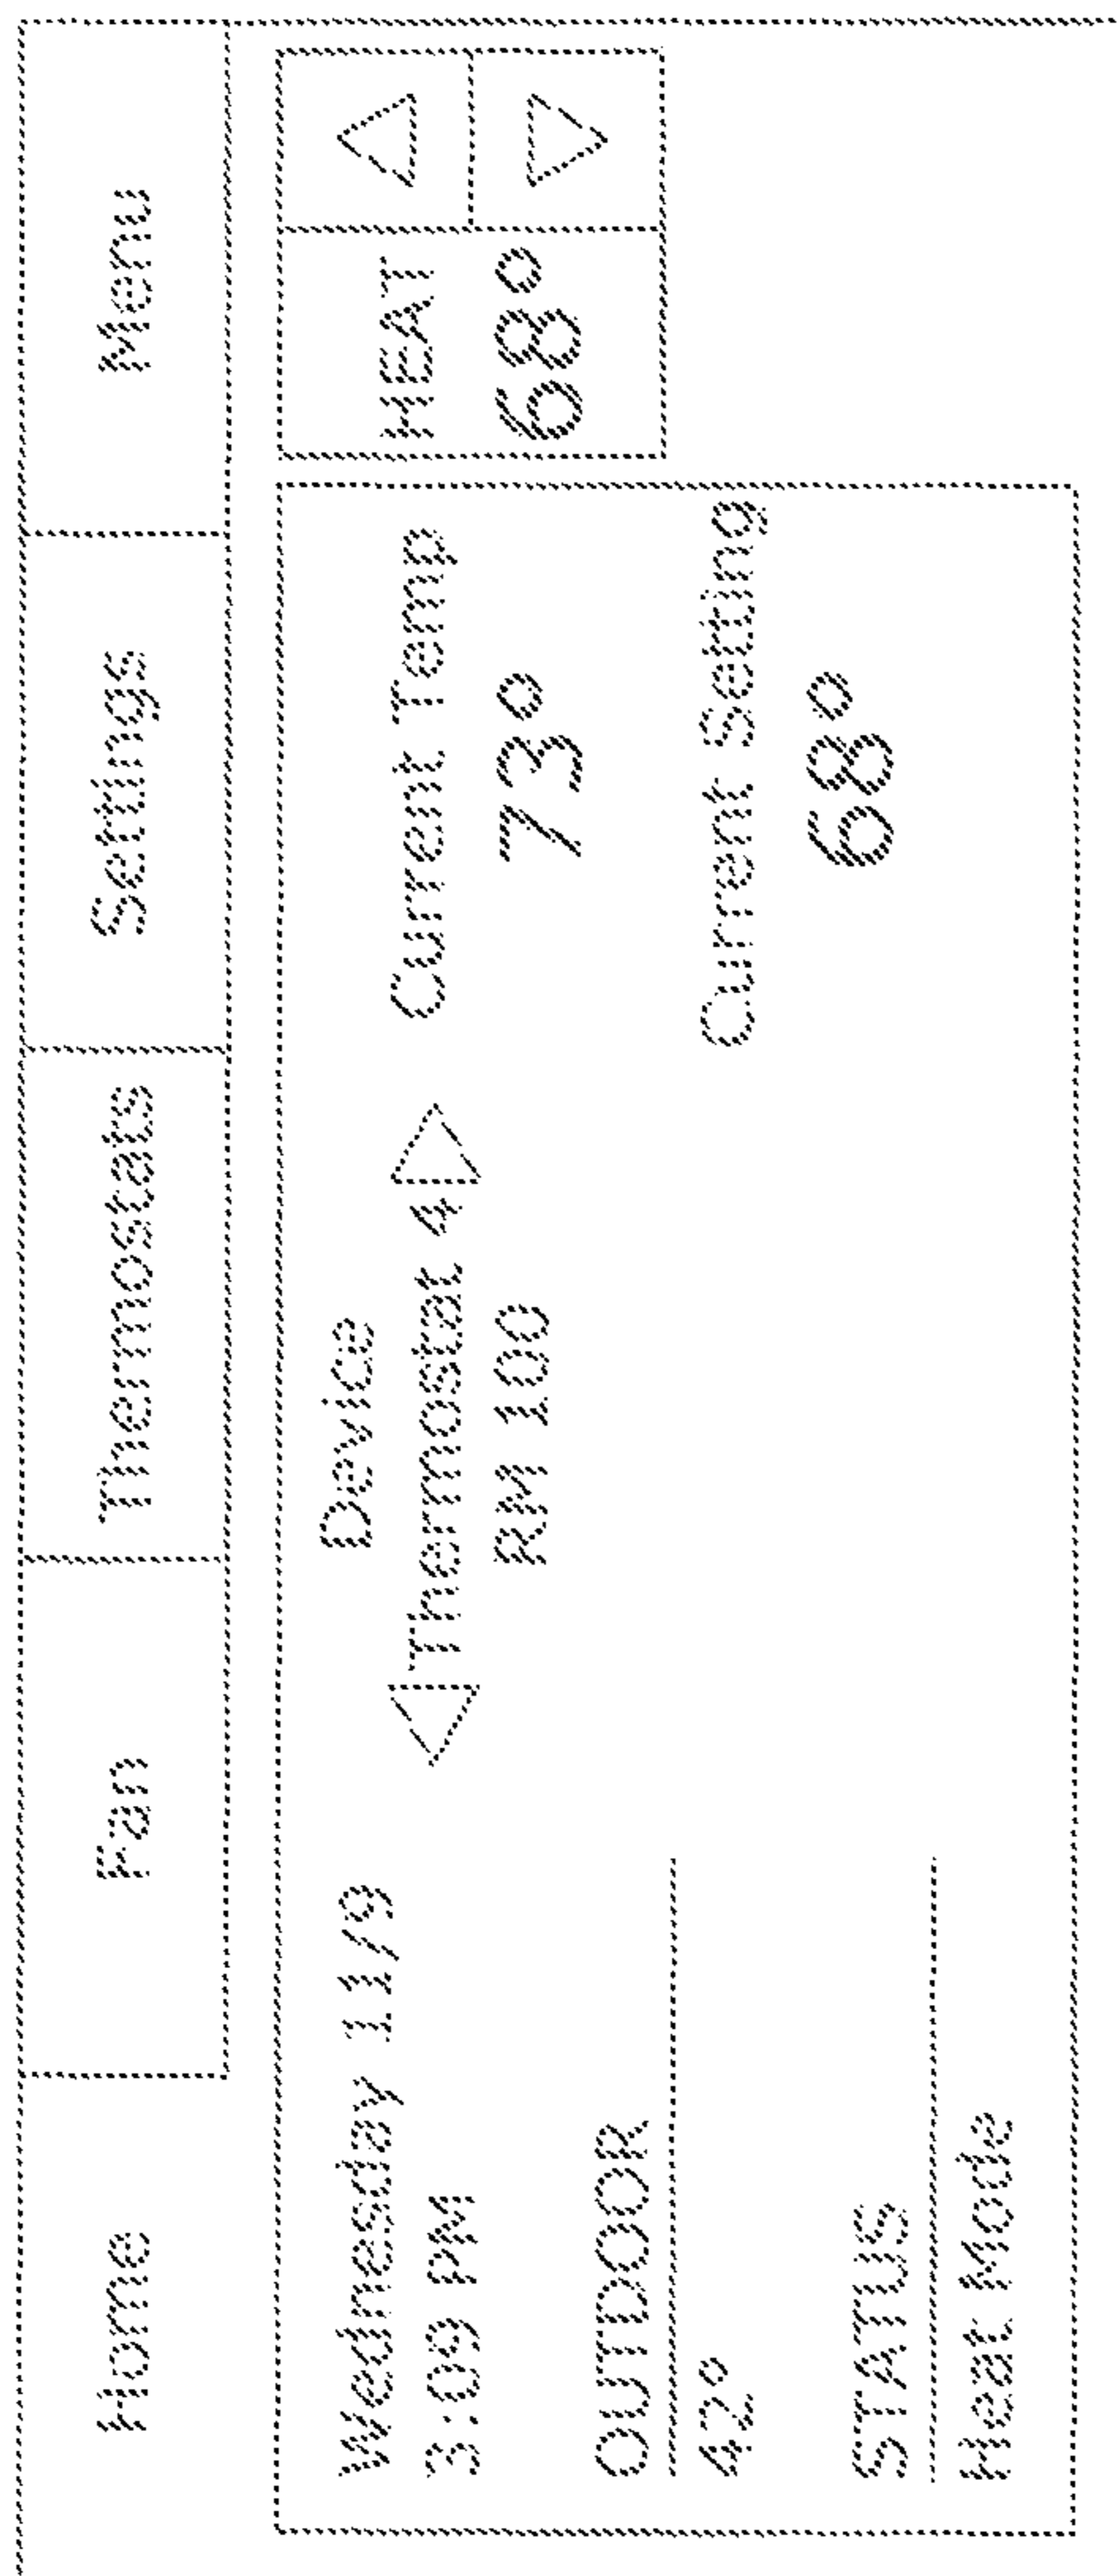 Home
Fan
Thermostats
Settings
Menu
Wednesday 11/9
3:09 PM
OUTDOOR
42°
STATUS
Heat Mode
Device
Thermostat 4
RM 100
Current Temp
73°
Current Setting
68°
HEAT
68°